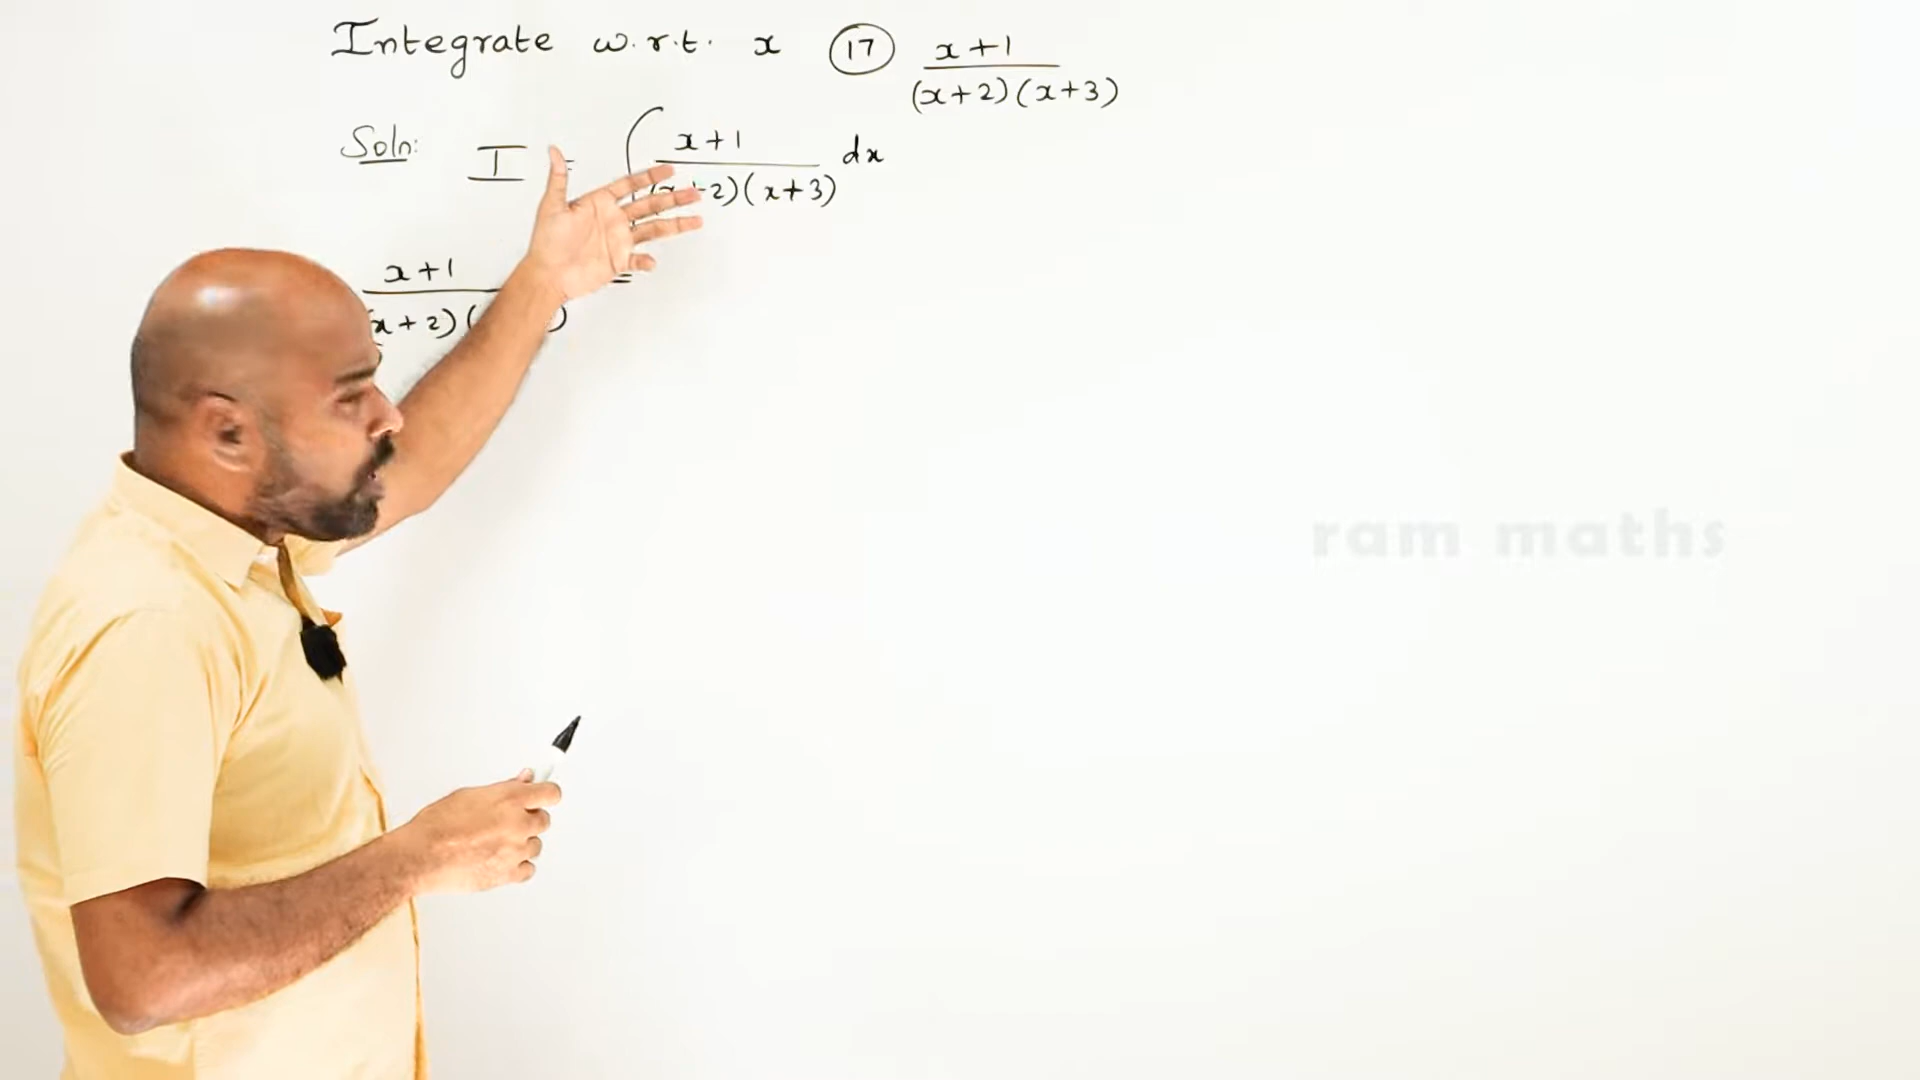 Integrate w.r.t. x (17) x+1
(x+2)(x+3)
Soln: I = ∫ x+1 dx
(x+2)(x+3)
x+1 =
(x+2)( )
ram maths